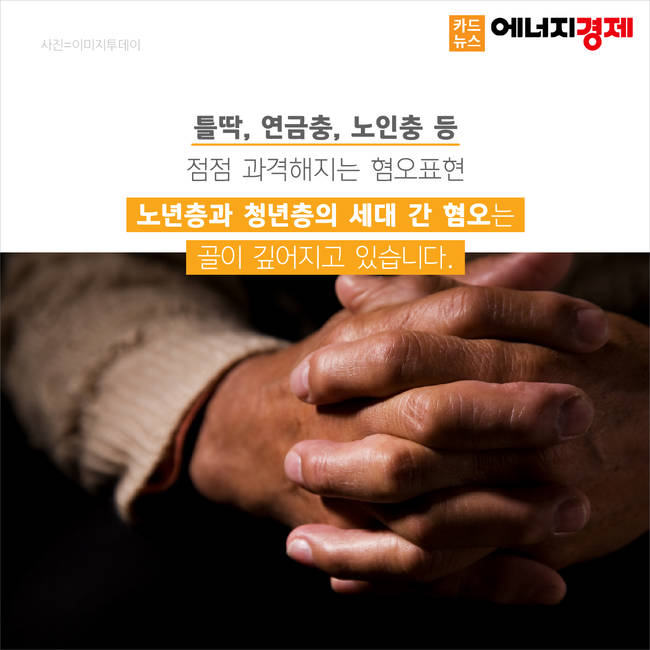 사진=이미지투데이
카드
뉴스
에너지경제
틀딱, 연금충, 노인충 등
점점 과격해지는 혐오표현
노년층과 청년층의 세대 간 혐오는
골이 깊어지고 있습니다.